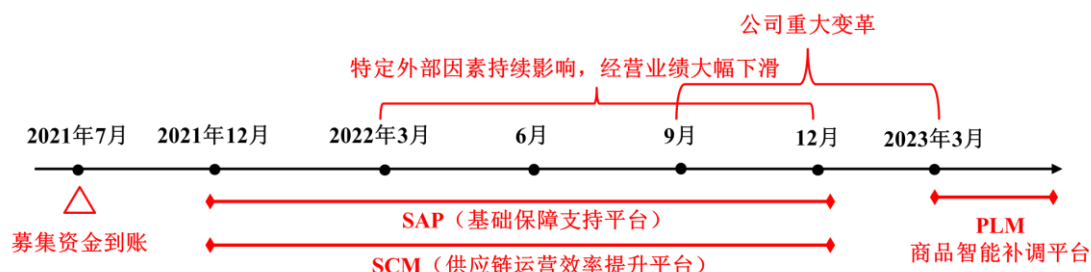 公司重大变革
特定外部因素持续影响，经营业绩大幅下滑
2021年7月 2021年12月 2022年3月 6月 9月 12月 2023年3月
SAP（基础保障支持平台）
PLM
募集资金到账
商品智能补调平台
SCM（供应链运营效率提升平台）